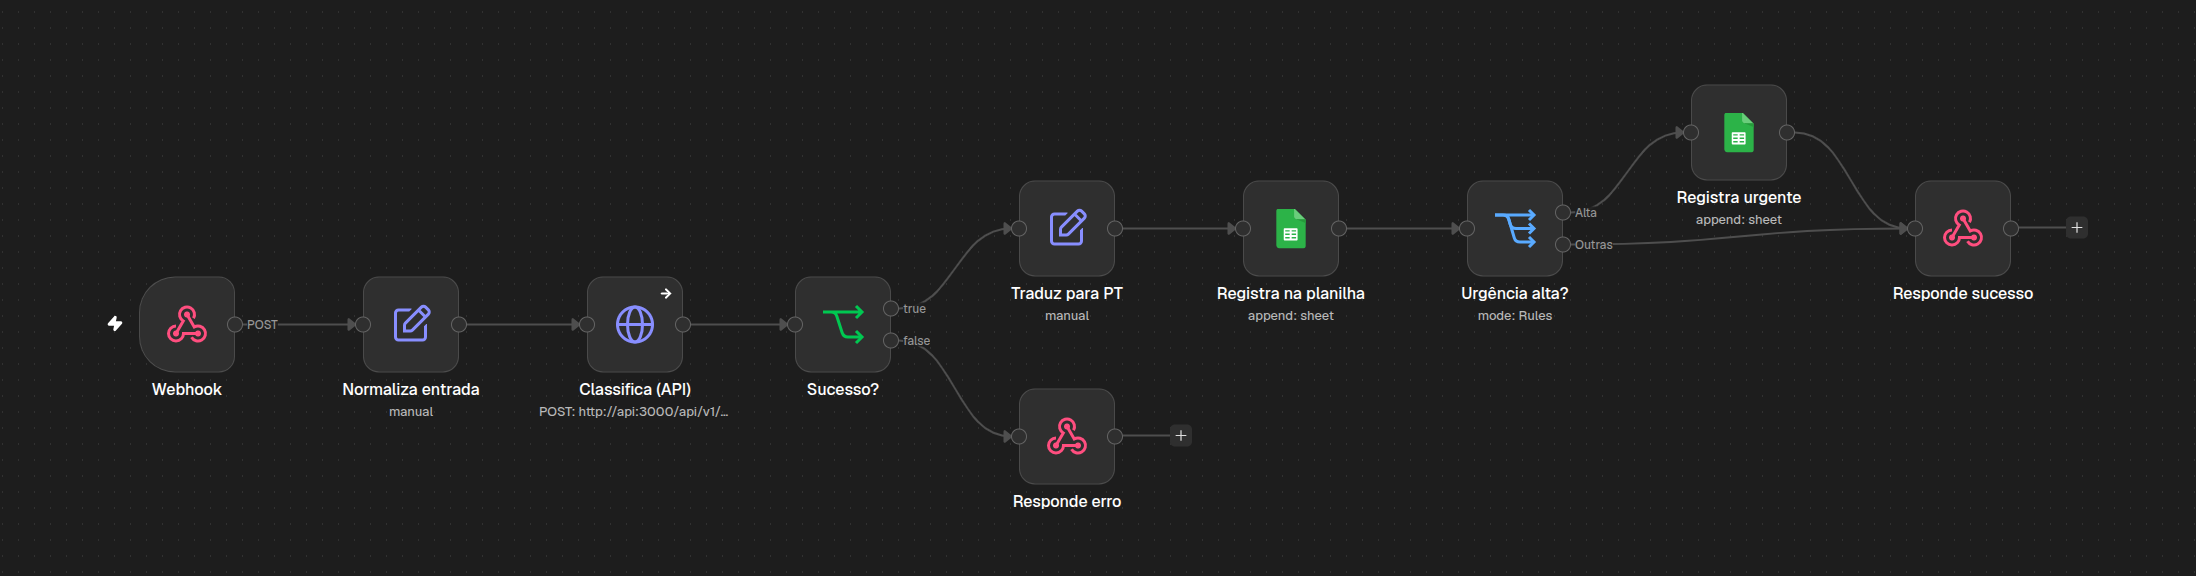 Webhook
POST
Normaliza entrada
manual
Classifica (API)
POST: http://api:3000/api/v1/...
Sucesso?
true
false
Traduz para PT
manual
Registra na planilha
append: sheet
Urgência alta?
mode: Rules
Alta
Outras
Registra urgente
append: sheet
Responde sucesso
Responde erro